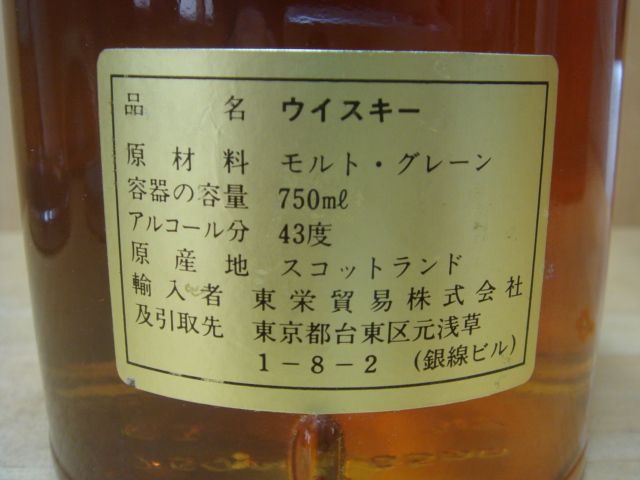 品名 ウイスキー
原材料 モルト・グレーン
容器の容量 750mℓ
アルコール分 43度
原産地 スコットランド
輸入者 東栄貿易株式会社
及引取先 東京都台東区元浅草
1－8－2 (銀線ビル)